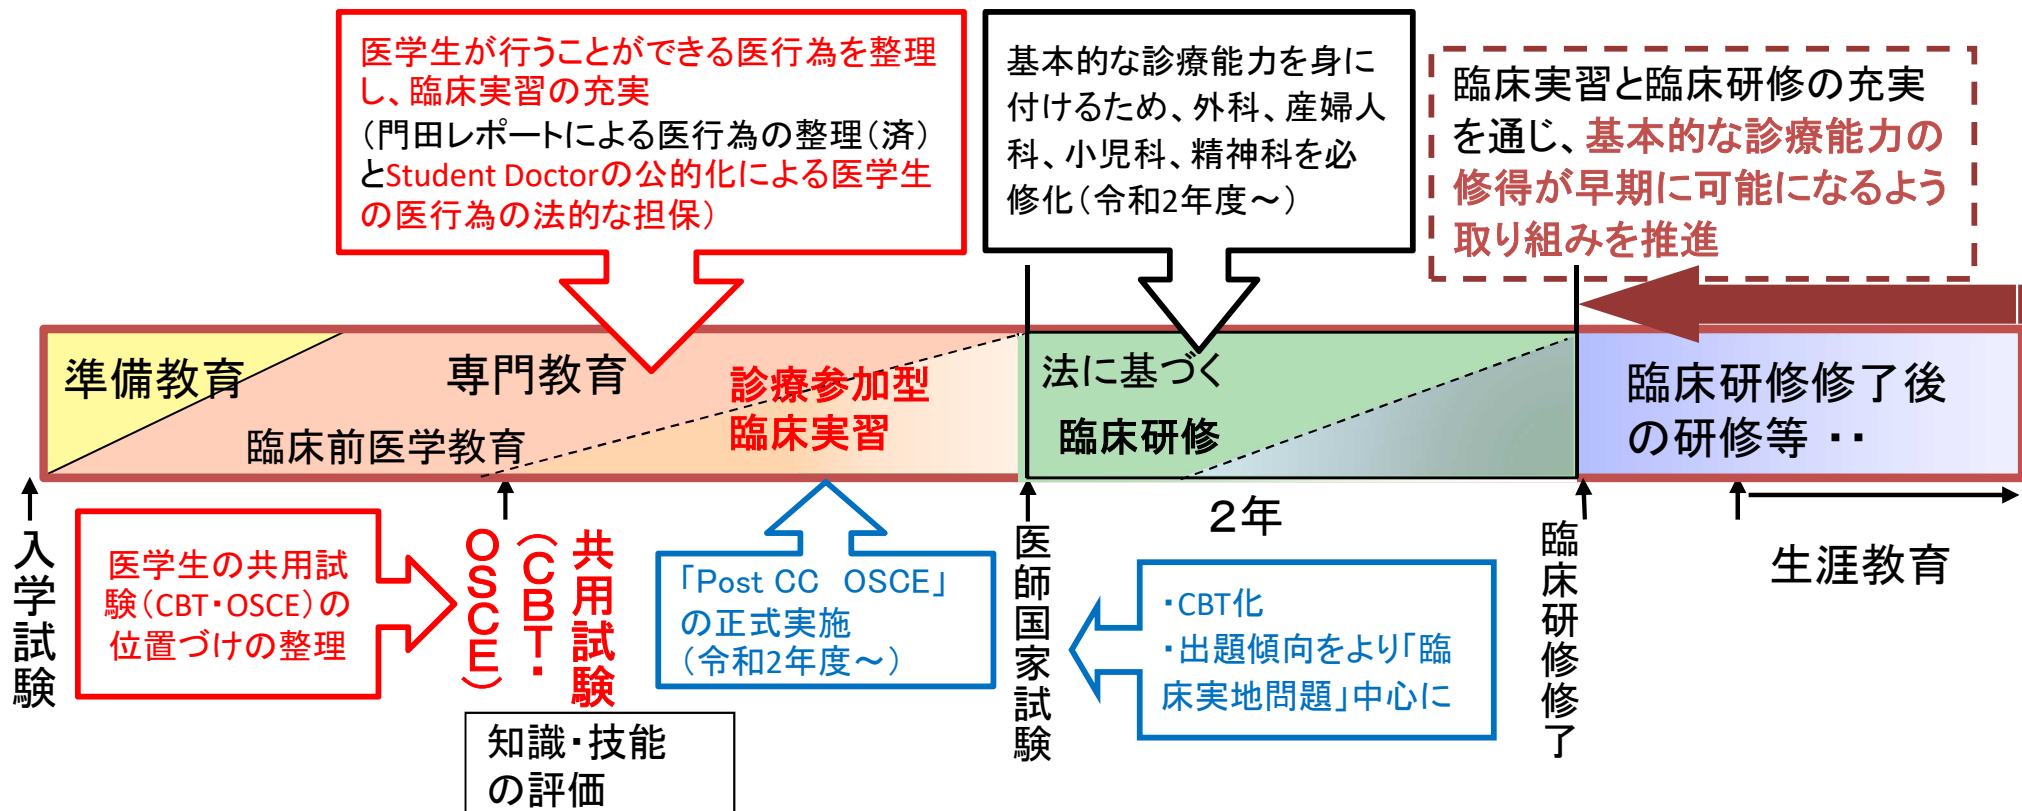 医学生が行うことができる医行為を整理
し、臨床実習の充実
（門田レポートによる医行為の整理（済）
とStudent Doctorの公的化による医学生
の医行為の法的な担保）
基本的な診療能力を身に
付けるため、外科、産婦人
科、小児科、精神科を必
修化（令和2年度～）
臨床実習と臨床研修の充実
を通じ、基本的な診療能力の
修得が早期に可能になるよう
取り組みを推進
準備教育
専門教育
臨床前医学教育
診療参加型
臨床実習
法に基づく
臨床研修
臨床研修修了後
の研修等 ・・
入学試験
医学生の共用試
験（CBT・OSCE）の
位置づけの整理
共用試験
（CBT・
OSCE）
知識・技能
の評価
「Post CC　OSCE」
の正式実施
（令和2年度～）
医師国家試験
２年
・CBT化
・出題傾向をより「臨
床実地問題」中心に
臨床研修修了
生涯教育